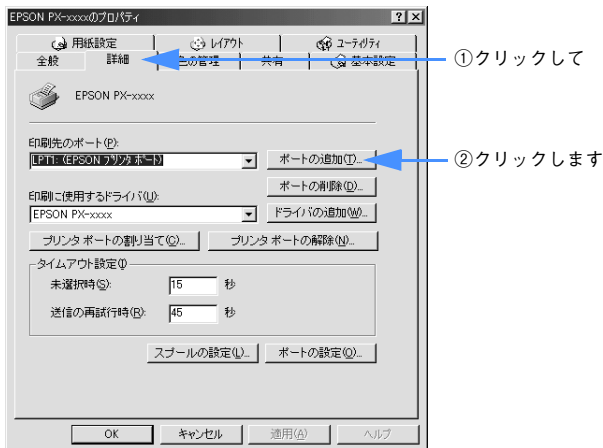 EPSON PX-xxxxのプロパティ
用紙設定 レイアウト ユーティリティ
全般 詳細 色の管理 共有 基本設定
①クリックして
EPSON PX-xxxx
印刷先のポート(P):
LPT1: (EPSON プリンタ ポート) ポートの追加(T)...
②クリックします
ポートの削除(D)...
印刷に使用するドライバ(U):
EPSON PX-xxxx ドライバの追加(W)...
プリンタ ポートの割り当て(C)... プリンタ ポートの解除(N)...
タイムアウト設定(I)
未選択時(S): 15 秒
送信の再試行時(R): 45 秒
スプールの設定(L)... ポートの設定(O)...
OK キャンセル 適用(A) ヘルプ